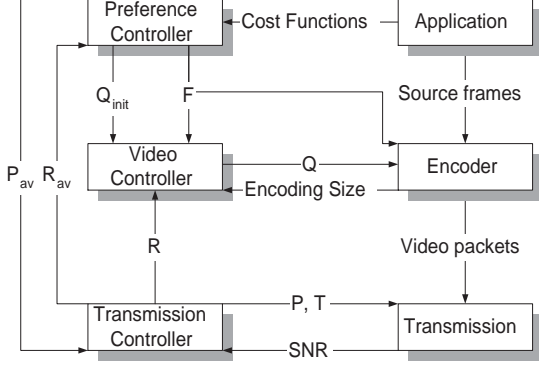 Preference
Controller
Cost Functions
Application
Q_init
F
Source frames
Video
Controller
Q
Encoding Size
Encoder
P_av R_av
R
Video packets
Transmission
Controller
P, T
SNR
Transmission